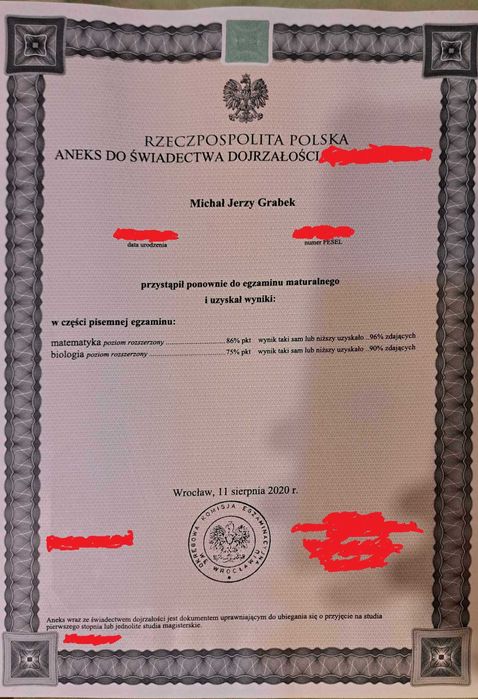 RZECZPOSPOLITA POLSKA
ANEKS DO ŚWIADECTWA DOJRZAŁOŚCI
Michał Jerzy Grabek
data urodzenia
numer PESEL
przystąpił ponownie do egzaminu maturalnego
i uzyskał wyniki:
w części pisemnej egzaminu:
matematyka poziom rozszerzony .......................... 86% pkt wynik taki sam lub niższy uzyskało ..96% zdających
biologia poziom rozszerzony .......................... 75% pkt wynik taki sam lub niższy uzyskało ..90% zdających
Wrocław, 11 sierpnia 2020 r.
OKRĘGOWA KOMISJA EGZAMINACYJNA
WE WROCŁAWIU
Aneks wraz ze świadectwem dojrzałości jest dokumentem uprawniającym do ubiegania się o przyjęcie na studia
pierwszego stopnia lub jednolite studia magisterskie.